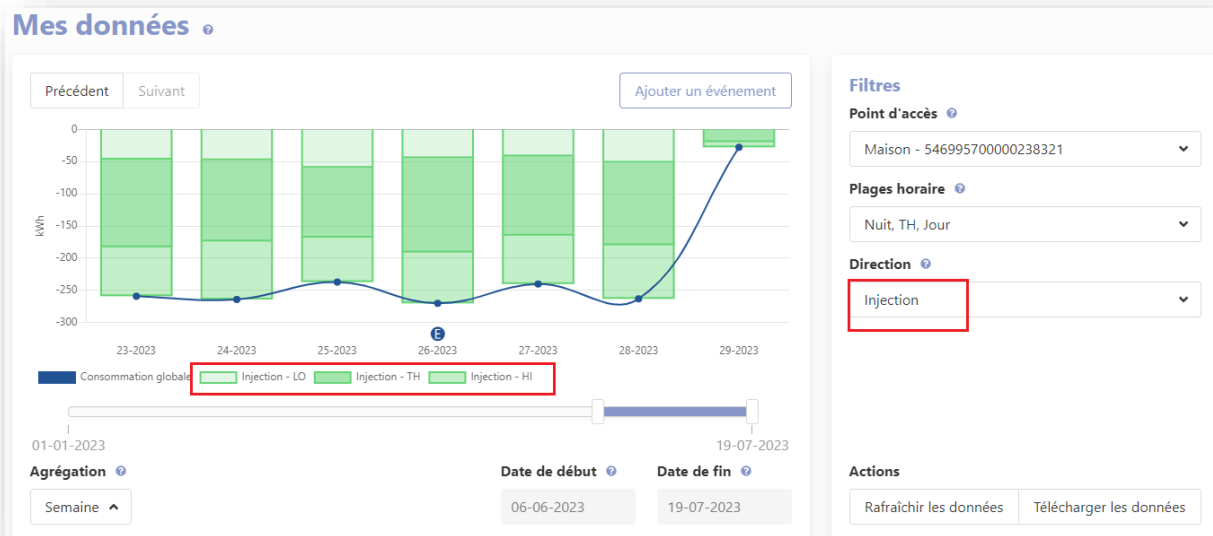 Mes données ?
Précédent Suivant
Ajouter un événement
0
-50
-100
-150
-200
-250
-300
kWh
E
23-2023 24-2023 25-2023 26-2023 27-2023 28-2023 29-2023
Consommation globale Injection - LO Injection - TH Injection - HI
01-01-2023 19-07-2023
Agrégation ? Date de début ? Date de fin ?
Semaine 06-06-2023 19-07-2023
Filtres
Point d'accès ?
Maison - 546995700000238321
Plages horaire ?
Nuit, TH, Jour
Direction ?
Injection
Actions
Rafraîchir les données Télécharger les données